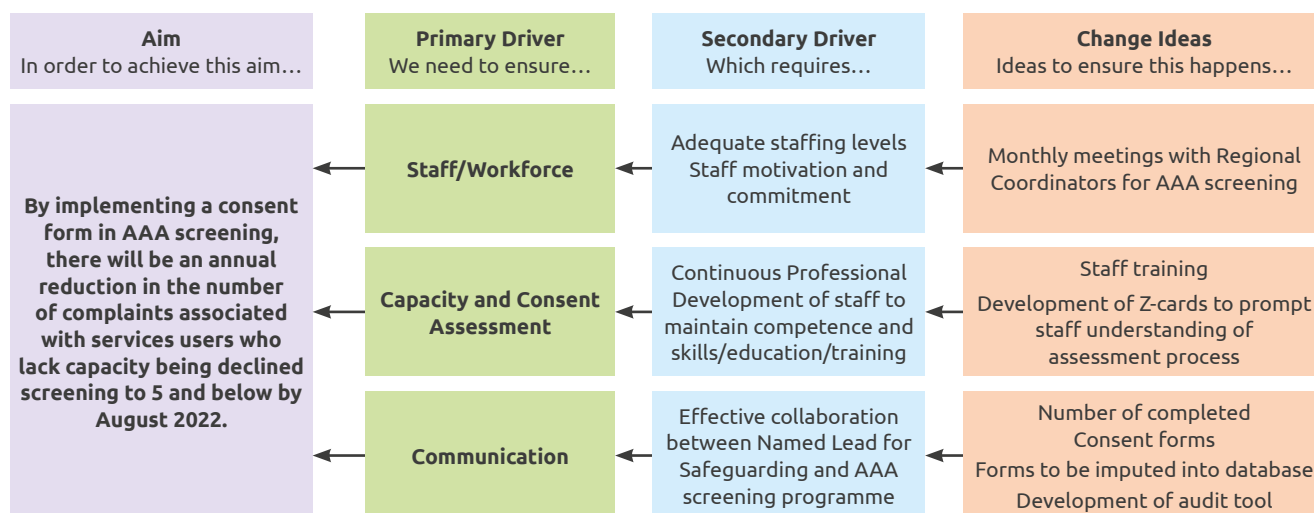 Aim
In order to achieve this aim…
Primary Driver
We need to ensure…
Secondary Driver
Which requires…
Change Ideas
Ideas to ensure this happens…
By implementing a consent
form in AAA screening,
there will be an annual
reduction in the number
of complaints associated
with services users who
lack capacity being declined
screening to 5 and below by
August 2022.
Staff/Workforce
Adequate staffing levels
Staff motivation and
commitment
Monthly meetings with Regional
Coordinators for AAA screening
Capacity and Consent
Assessment
Continuous Professional
Development of staff to
maintain competence and
skills/education/training
Staff training
Development of Z-cards to prompt
staff understanding of
assessment process
Communication
Effective collaboration
between Named Lead for
Safeguarding and AAA
screening programme
Number of completed
Consent forms
Forms to be imputed into database
Development of audit tool